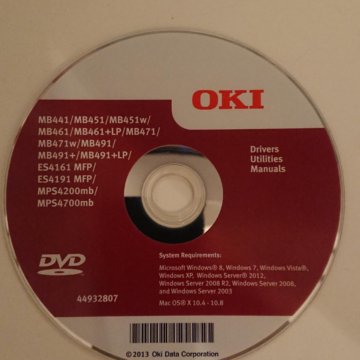 OKI
MB441/MB451/MB451w/
MB461/MB461+LP/MB471/
MB471w/MB491/
MB491+/MB491+LP/
ES4161 MFP/
ES4191 MFP/
MPS4200mb/
MPS4700mb
Drivers
Utilities
Manuals
DVD
44932807
System Requirements:
Microsoft Windows® 8, Windows 7, Windows Vista®,
Windows XP, Windows Server® 2012,
Windows Server 2008 R2, Windows Server 2008,
and Windows Server 2003
Mac OS® X 10.4 - 10.8
©2013 Oki Data Corporation